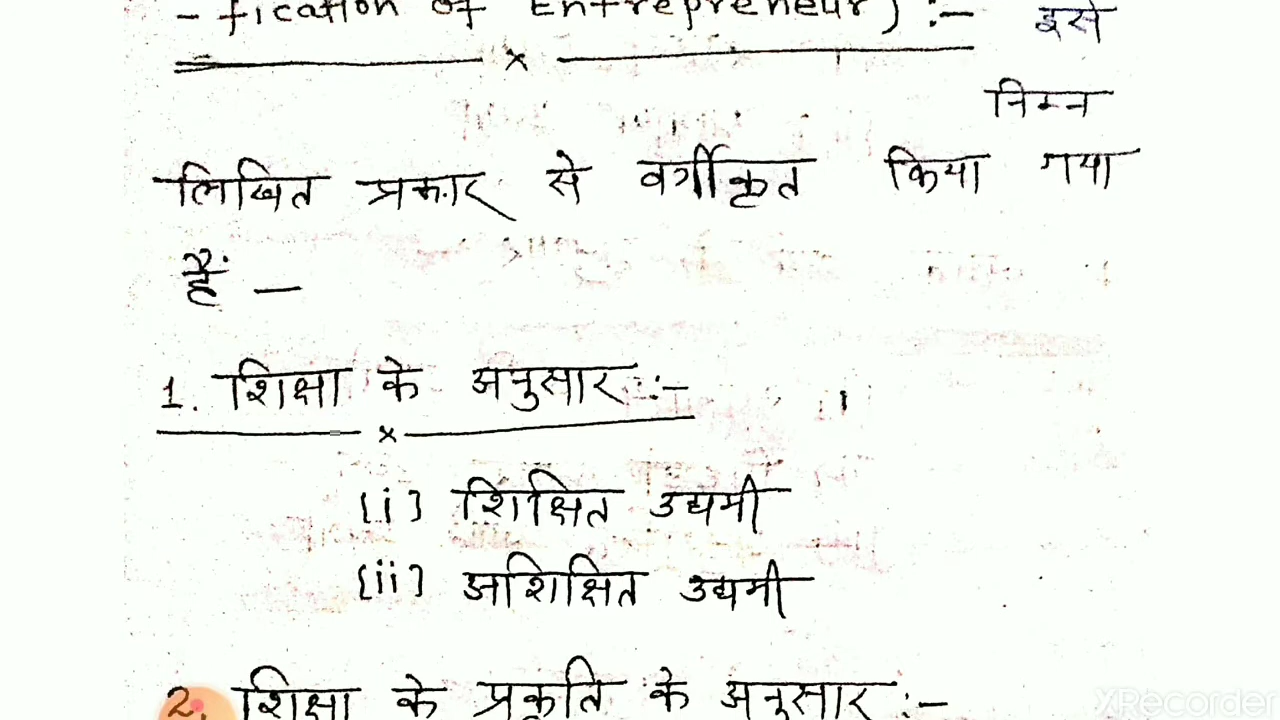 - fication of Entrepreneur) :- इसे
निम्न
लिखित प्रकार से वर्गीकृत किया गया
हैं -
1. शिक्षा के अनुसार :-
(i) शिक्षित उद्यमी
(ii) अशिक्षित उद्यमी
2. शिक्षा के प्रकृति के अनुसार :-
XRecorder